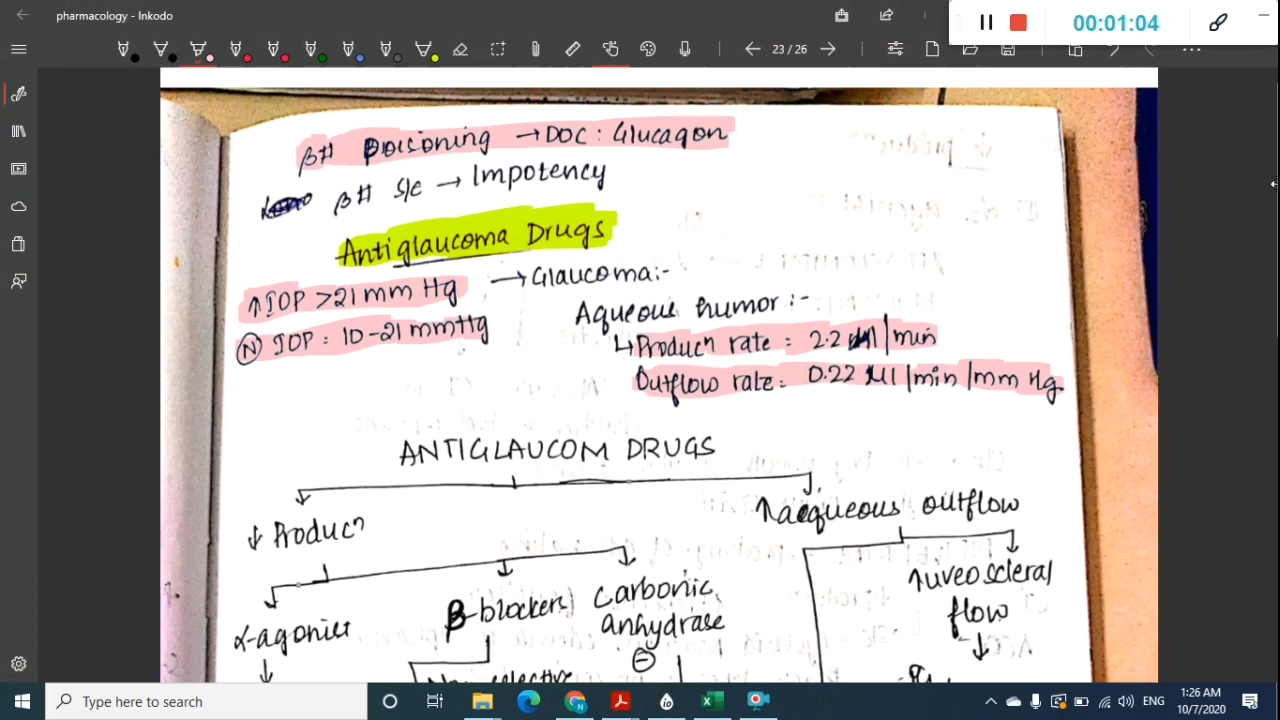 pharmacology - Inkodo
00:01:04
23 / 26
β# Poisoning → DOC : Glucagon
β# S/E → Impotency
Antiglaucoma Drugs
↑IOP >21 mm Hg → Glaucoma:-
Ⓝ IOP : 10-21 mmHg
Aqueous humor :-
↳ Producⁿ rate = 2.2 µl/min
Outflow rate = 0.22 µl/min/mm Hg
ANTIGLAUCOM DRUGS
↓ Producⁿ
↑aqueous outflow
α-agonist
β-blockers
carbonic
anhydrase
⊖
↑uveoscleral
flow
selective
Type here to search
ENG
1:26 AM
10/7/2020